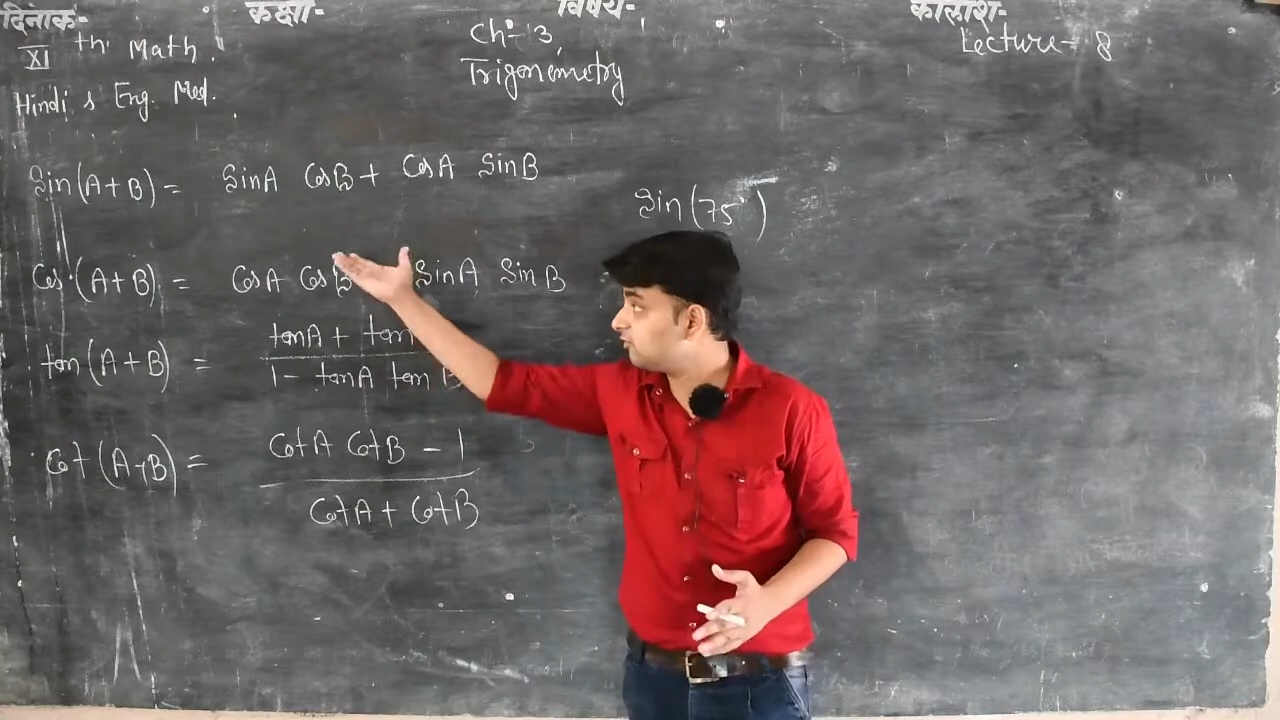 दिनाँक- कक्षा- विषय- कालांश-
XI th Math. Ch- 3 Lecture- 8
Trigonometry
Hindi & Eng. Med.
Sin(A+B) = SinA CosB + CosA SinB
Sin(75°)
Cos(A+B) = CosA CosB SinA SinB
tan(A+B) = tanA + tan
1 - tanA tan B
Cot(A+B) = CotA CotB - 1
CotA + CotB